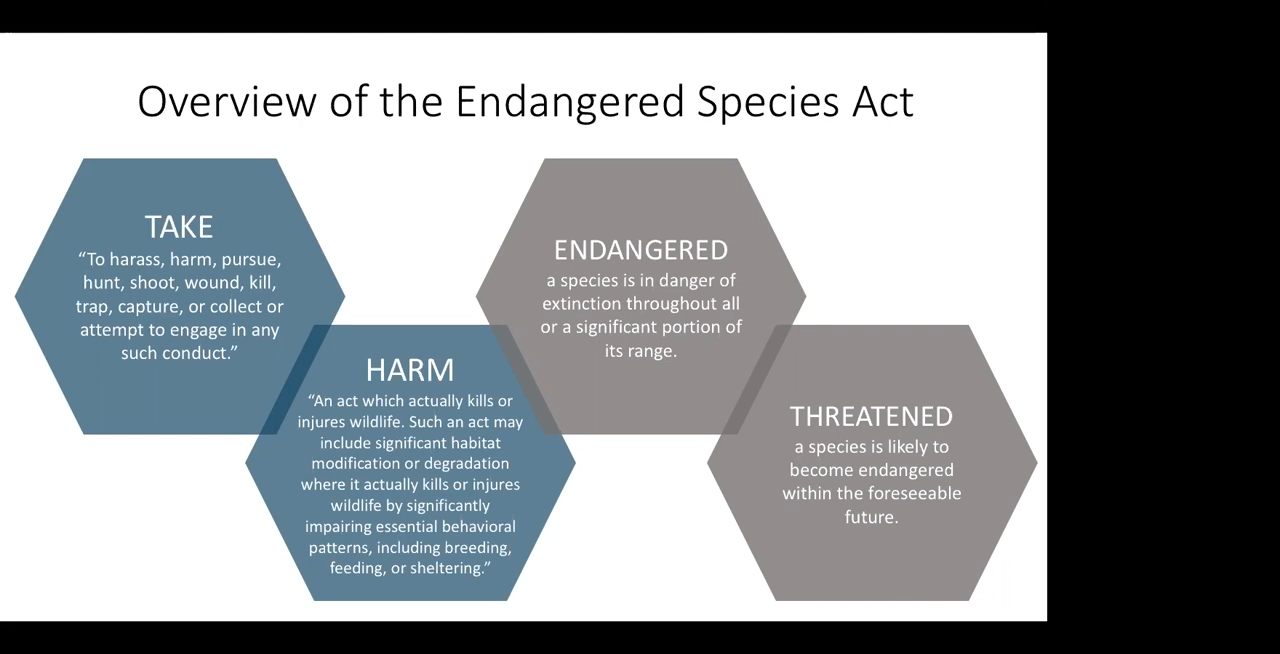 Overview of the Endangered Species Act
TAKE
“To harass, harm, pursue,
hunt, shoot, wound, kill,
trap, capture, or collect or
attempt to engage in any
such conduct.”
HARM
“An act which actually kills or
injures wildlife. Such an act may
include significant habitat
modification or degradation
where it actually kills or injures
wildlife by significantly
impairing essential behavioral
patterns, including breeding,
feeding, or sheltering.”
ENDANGERED
a species is in danger of
extinction throughout all
or a significant portion of
its range.
THREATENED
a species is likely to
become endangered
within the foreseeable
future.